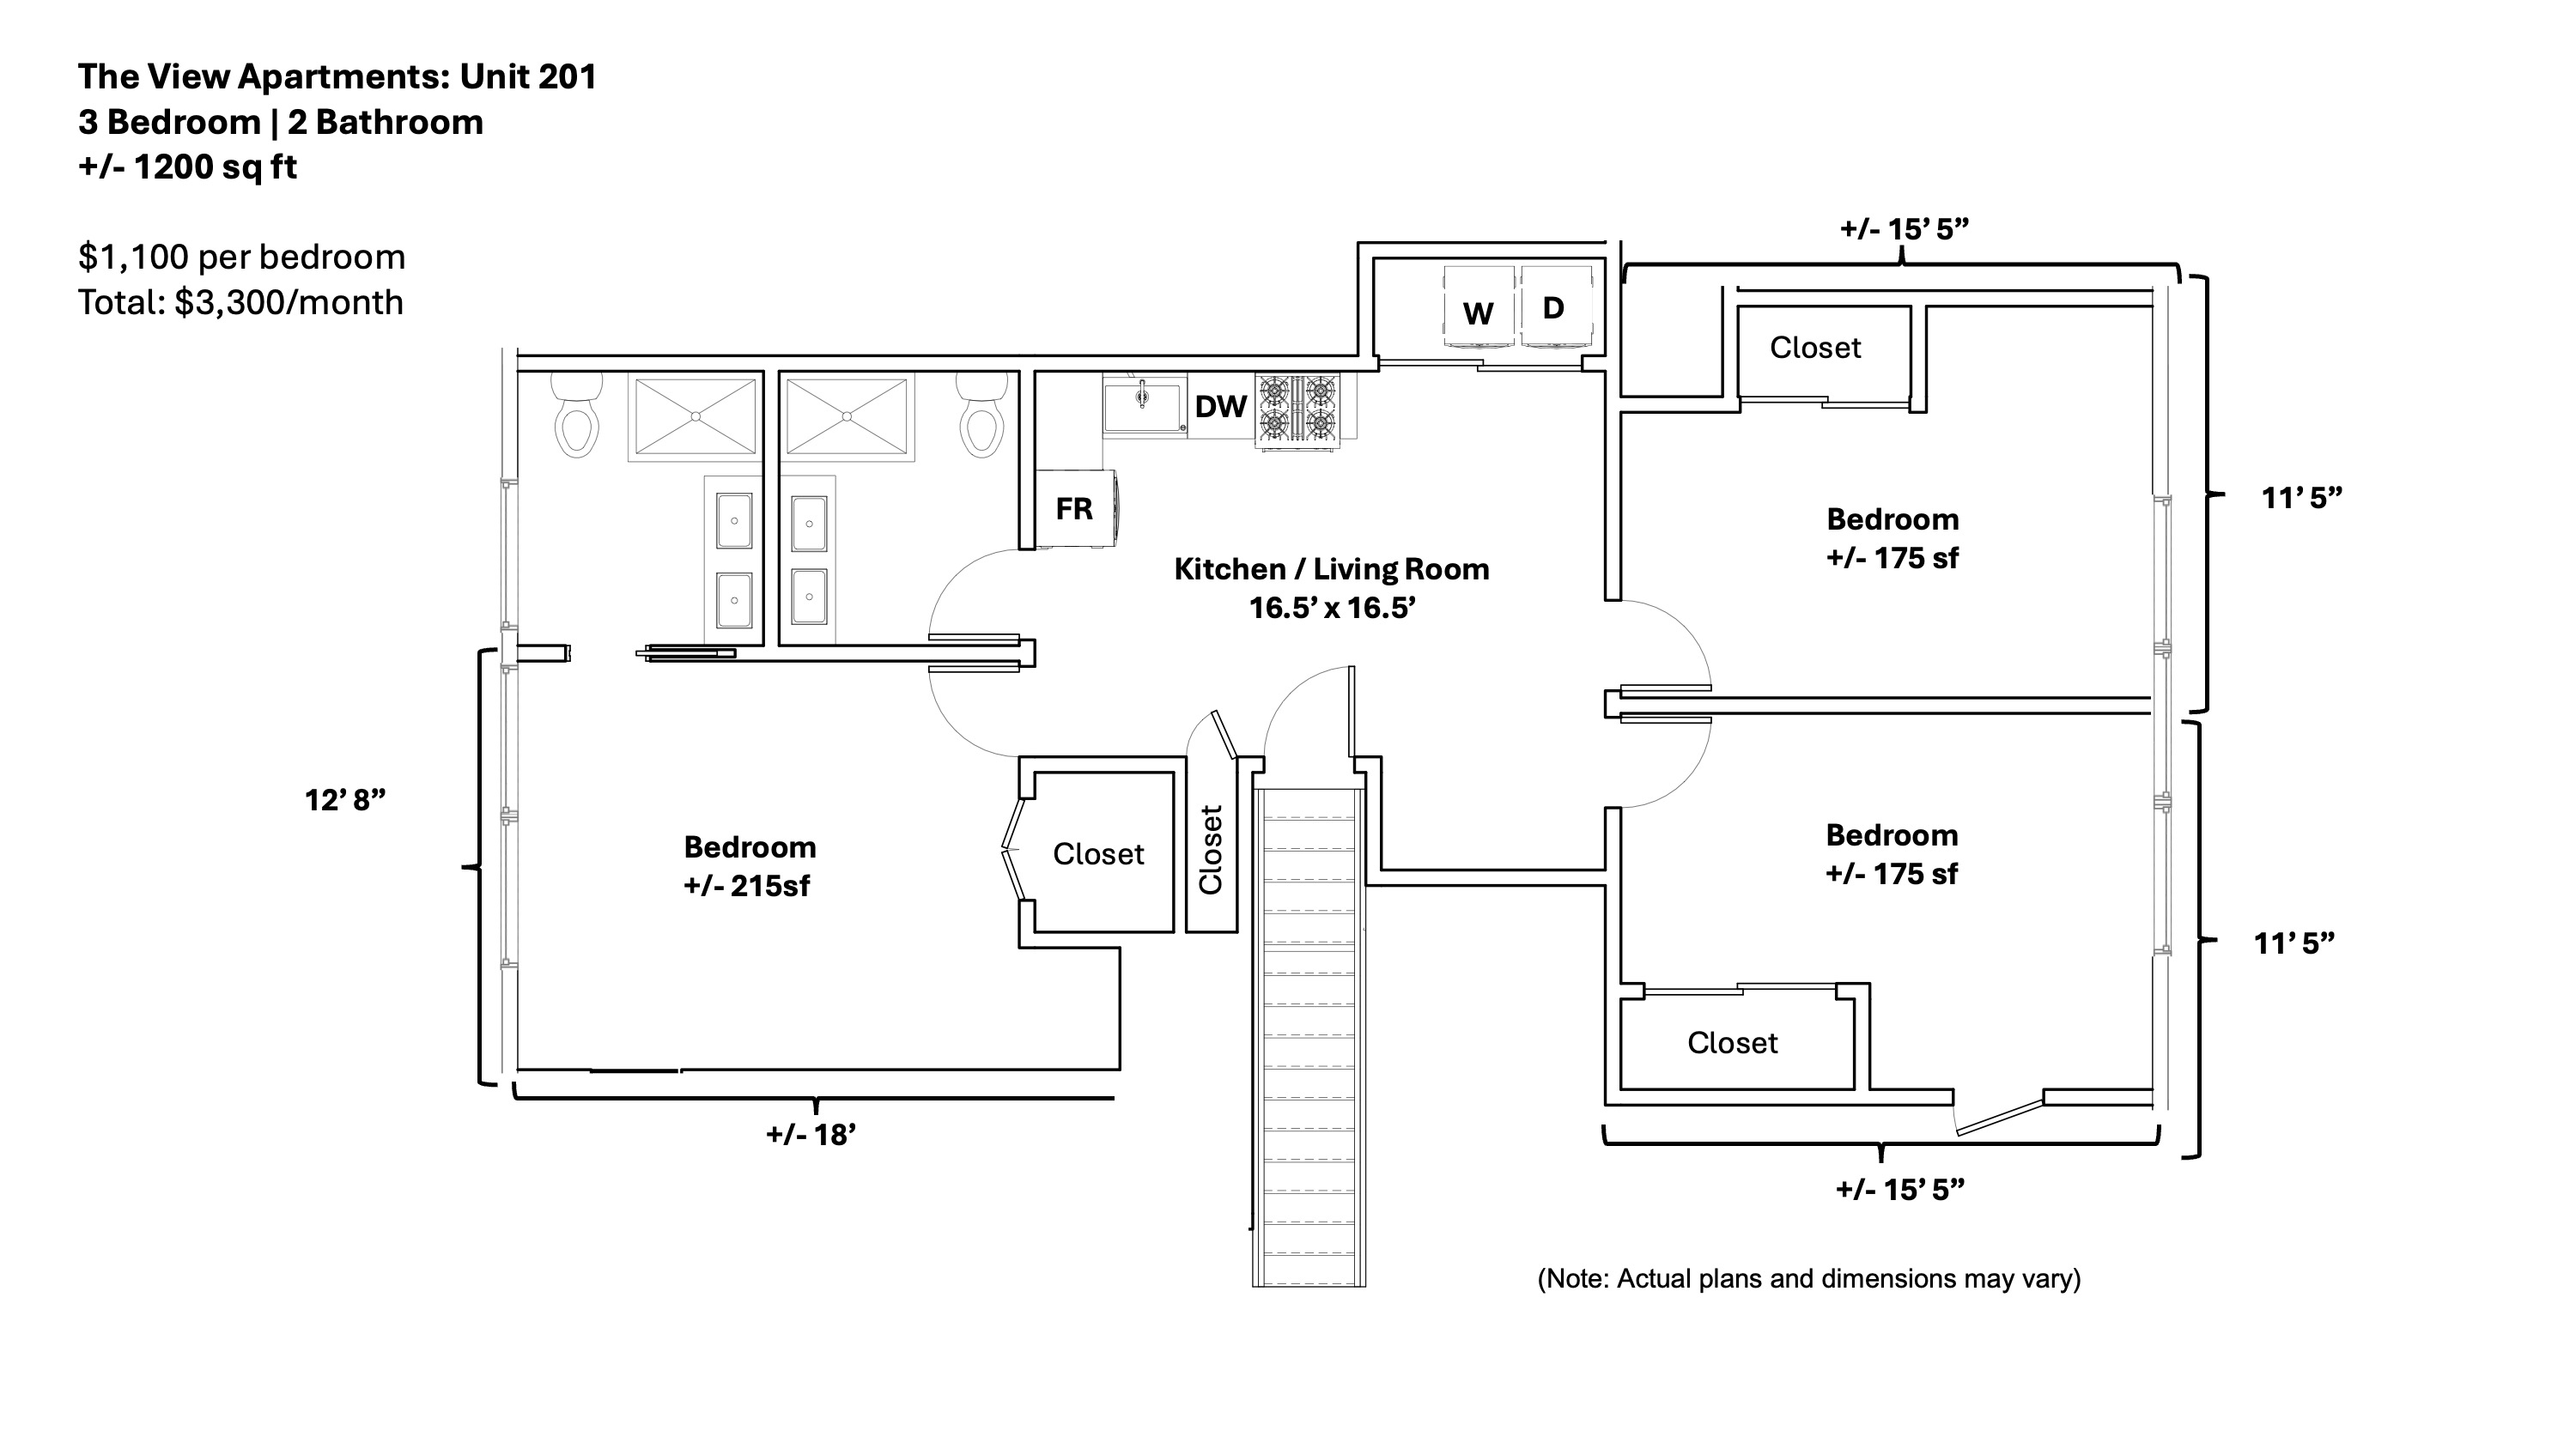 The View Apartments: Unit 201
3 Bedroom | 2 Bathroom
+/- 1200 sq ft
$1,100 per bedroom
Total: $3,300/month
+/- 15’ 5”
W
D
Closet
DW
FR
11’ 5”
Bedroom
+/- 175 sf
Kitchen / Living Room
16.5’ x 16.5’
12’ 8”
Bedroom
+/- 215sf
Closet
Closet
Bedroom
+/- 175 sf
11’ 5”
Closet
+/- 18’
+/- 15’ 5”
(Note: Actual plans and dimensions may vary)